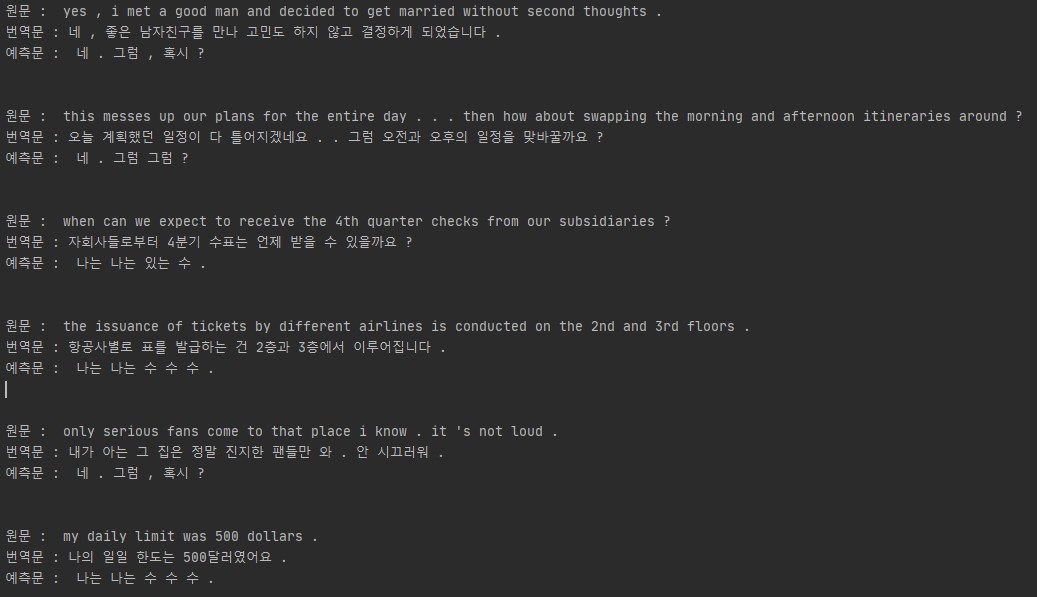 원문 :  yes , i met a good man and decided to get married without second thoughts .
번역문 : 네 , 좋은 남자친구를 만나 고민도 하지 않고 결정하게 되었습니다 .
예측문 :  네 . 그럼 , 혹시 ?
원문 :  this messes up our plans for the entire day . . . then how about swapping the morning and afternoon itineraries around ?
번역문 : 오늘 계획했던 일정이 다 틀어지겠네요 . . 그럼 오전과 오후의 일정을 맞바꿀까요 ?
예측문 :  네 . 그럼 그럼 ?
원문 :  when can we expect to receive the 4th quarter checks from our subsidiaries ?
번역문 : 자회사들로부터 4분기 수표는 언제 받을 수 있을까요 ?
예측문 :  나는 나는 있는 수 .
원문 :  the issuance of tickets by different airlines is conducted on the 2nd and 3rd floors .
번역문 : 항공사별로 표를 발급하는 건 2층과 3층에서 이루어집니다 .
예측문 :  나는 나는 수 수 수 .
원문 :  only serious fans come to that place i know . it 's not loud .
번역문 : 내가 아는 그 집은 정말 진지한 팬들만 와 . 안 시끄러워 .
예측문 :  네 . 그럼 , 혹시 ?
원문 :  my daily limit was 500 dollars .
번역문 : 나의 일일 한도는 500달러였어요 .
예측문 :  나는 나는 수 수 수 .